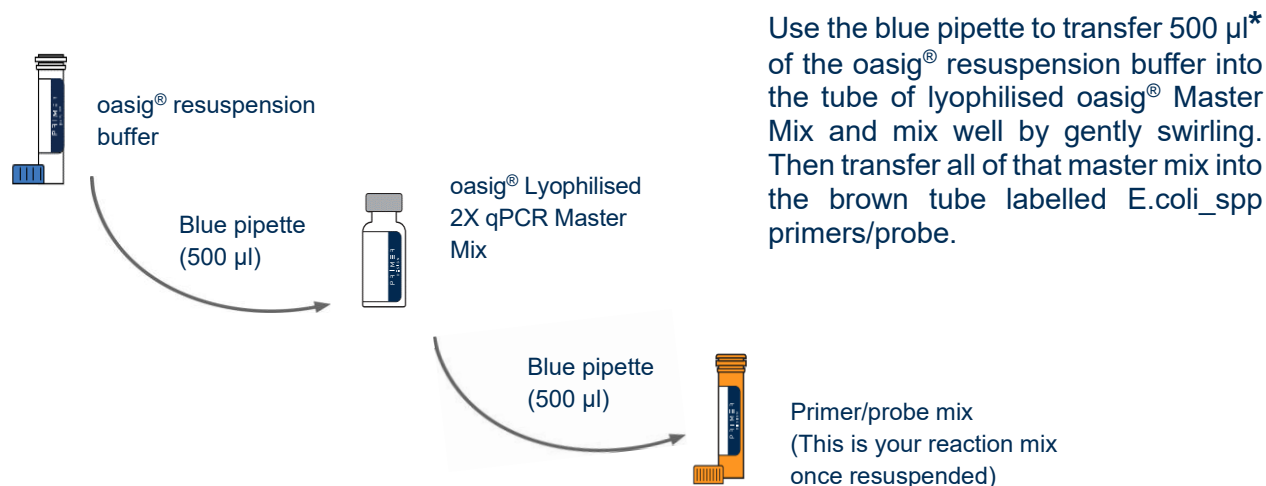 Use the blue pipette to transfer 500 µl*
of the oasig® resuspension buffer into
the tube of lyophilised oasig® Master
Mix and mix well by gently swirling.
Then transfer all of that master mix into
the brown tube labelled E.coli_spp
primers/probe.
oasig® resuspension
buffer
PRIMER
Blue pipette
(500 µl)
oasig® Lyophilised
2X qPCR Master
Mix
PRIMER
Blue pipette
(500 µl)
PRIMER
Primer/probe mix
(This is your reaction mix
once resuspended)